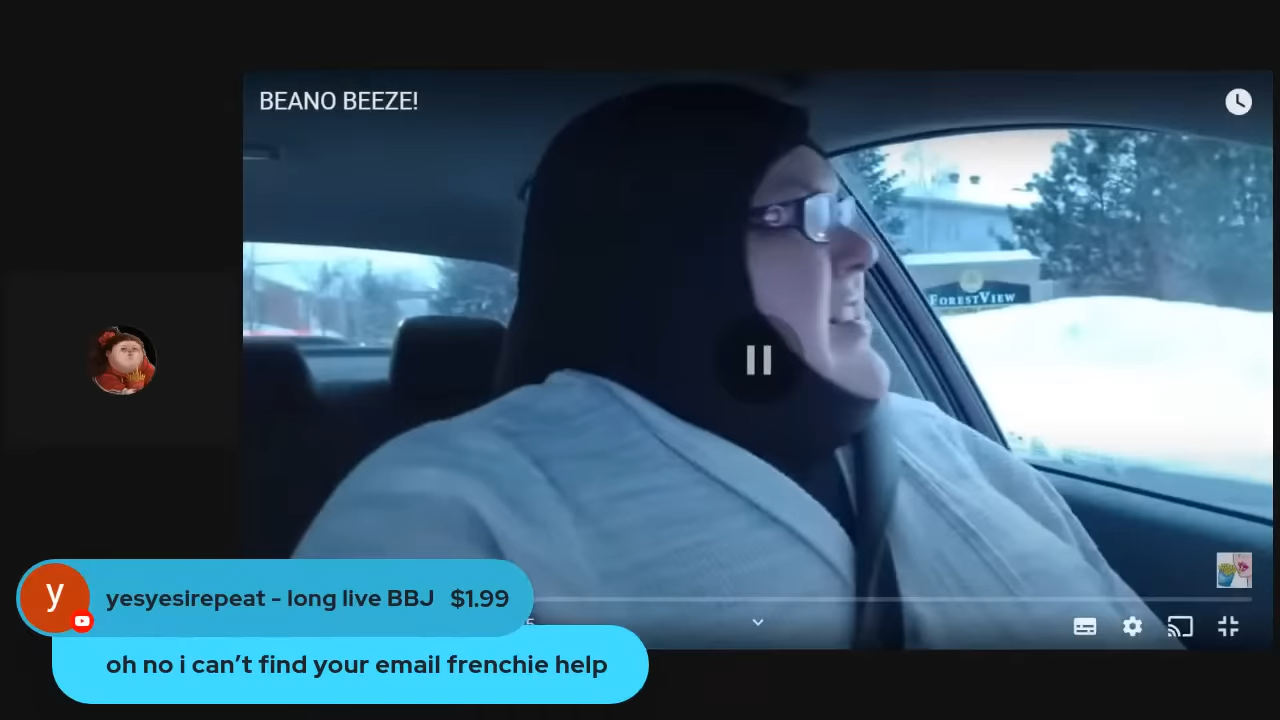 BEANO BEEZE!
FORESTVIEW
y
yesyesirepeat - long live BBJ $1.99
oh no i can't find your email frenchie help